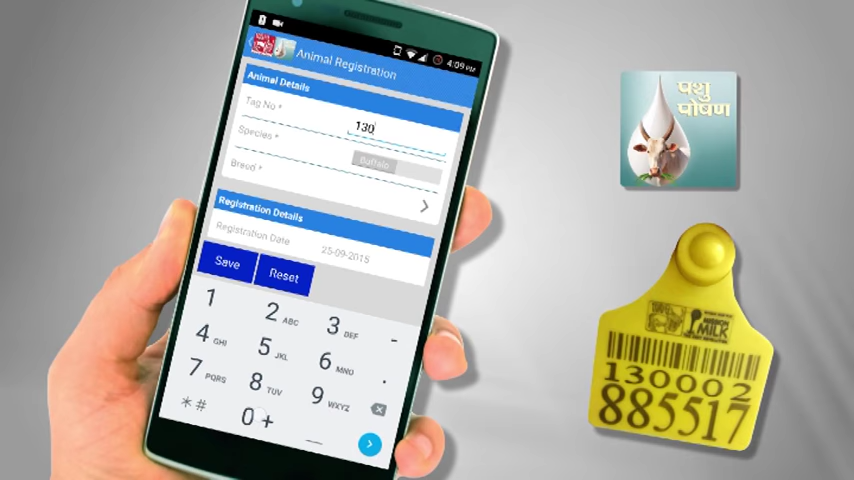 4:09 PM
Animal Registration
Animal Details
Tag No *
130
Species *
Buffalo
Breed *
Registration Details
Registration Date
25-09-2015
Save
Reset
1
2 ABC
3 DEF
-
4 GHI
5 JKL
6 MNO
.
7 PQRS
8 TUV
9 WXYZ
*#
0 +
पशु
पोषण
MISSION
MILK
130002
885517